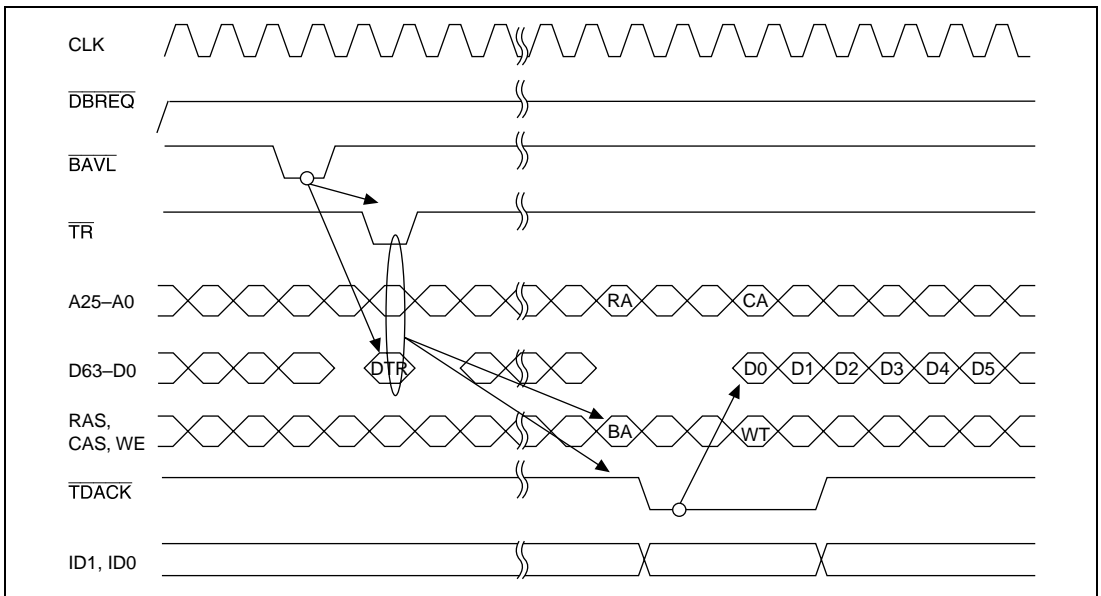 CLK
DBREQ
BAVL
TR
A25–A0 RA CA
D63–D0 DTR D0 D1 D2 D3 D4 D5
RAS,
CAS, WE BA WT
TDACK
ID1, ID0